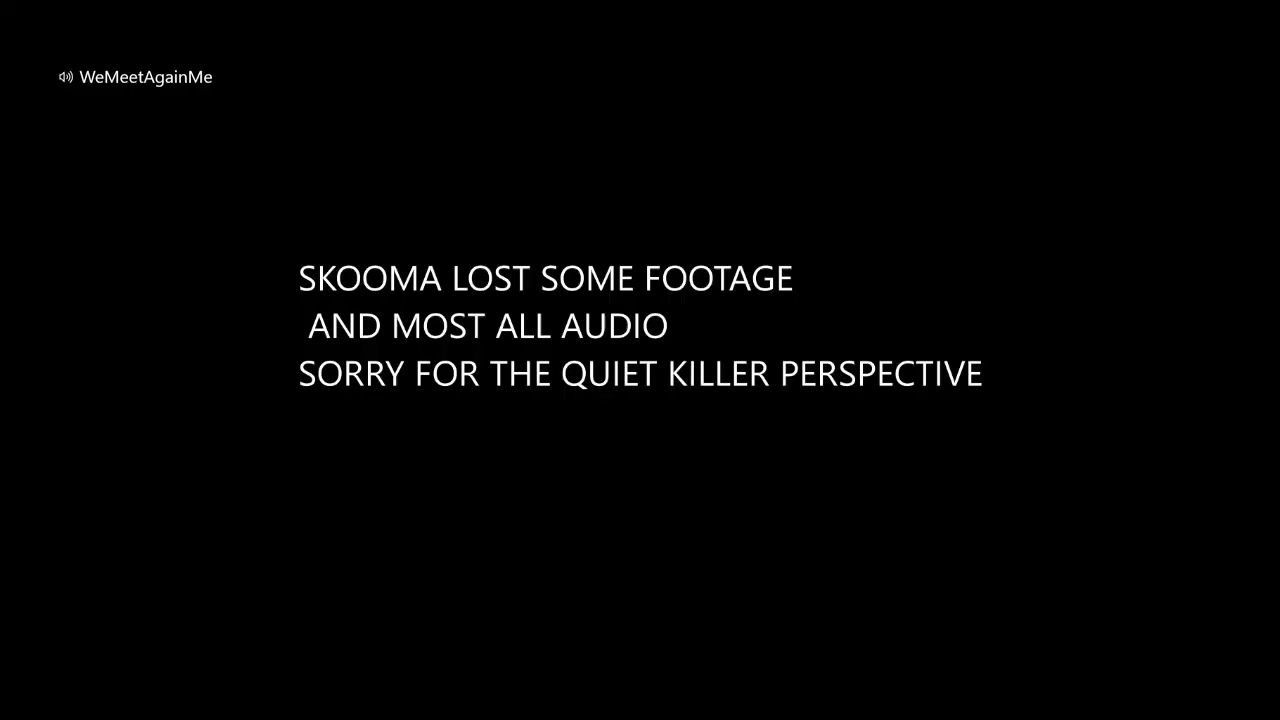 WeMeetAgainMe
SKOOMA LOST SOME FOOTAGE
AND MOST ALL AUDIO
SORRY FOR THE QUIET KILLER PERSPECTIVE